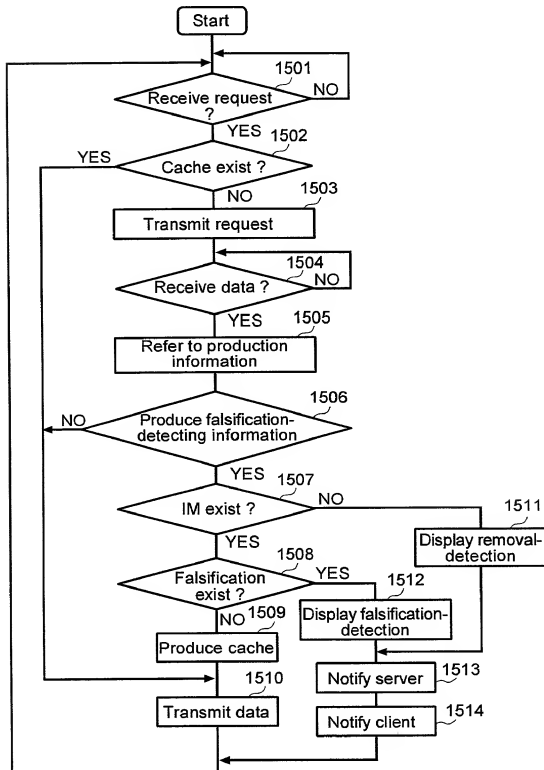 Start
1501
Receive request
?
NO
YES
1502
YES
Cache exist ?
NO
1503
Transmit request
1504
Receive data ?
NO
YES
1505
Refer to production
information
1506
NO
Produce falsification-
detecting information
YES
1507
IM exist ?
NO
1511
YES
Display removal-
detection
1508
Falsification
exist ?
YES
1512
Display falsification-
detection
NO
1509
Produce cache
Notify server
1513
1510
Transmit data
Notify client
1514